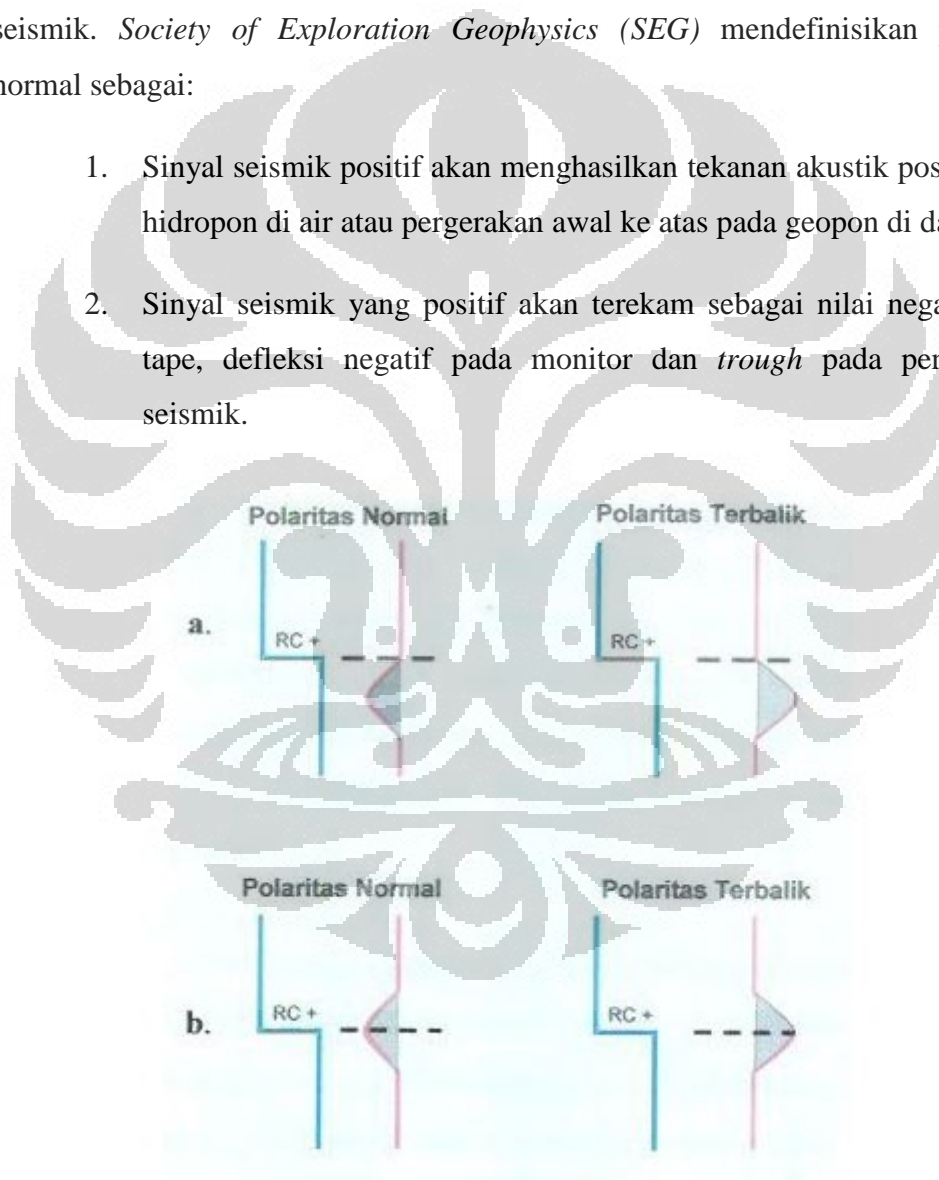 seismik. Society of Exploration Geophysics (SEG) mendefinisikan
normal sebagai:
1. Sinyal seismik positif akan menghasilkan tekanan akustik pos
hidropon di air atau pergerakan awal ke atas pada geopon di da
2. Sinyal seismik yang positif akan terekam sebagai nilai nega
tape, defleksi negatif pada monitor dan trough pada pen
seismik.
Polaritas Normal Polaritas Terbalik
a. RC + RC +
Polaritas Normal Polaritas Terbalik
b. RC + RC +